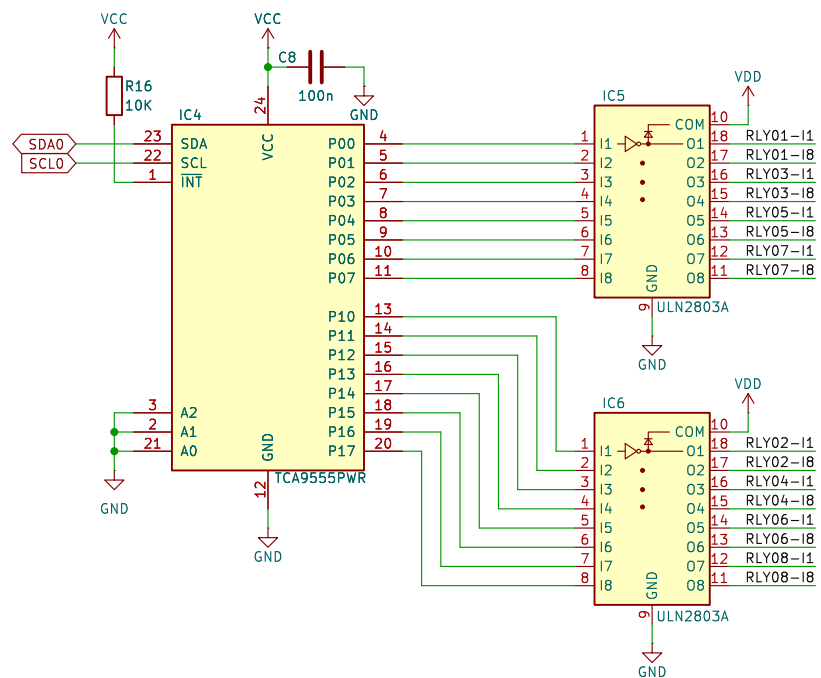 VCC
R16
10K
VCC
C8
100n
GND
IC4
24
VCC
SDA0
SCL0
23 SDA
22 SCL
1 INT
3 A2
2 A1
21 A0
GND
P00 4
P01 5
P02 6
P03 7
P04 8
P05 9
P06 10
P07 11
P10 13
P11 14
P12 15
P13 16
P14 17
P15 18
P16 19
P17 20
GND
12
TCA9555PWR
GND
IC5
VDD
COM 10
1 I1 O1 18 RLY01-I1
2 I2 O2 17 RLY01-I8
3 I3 O3 16 RLY03-I1
4 I4 O4 15 RLY03-I8
5 I5 O5 14 RLY05-I1
6 I6 O6 13 RLY05-I8
7 I7 O7 12 RLY07-I1
8 I8 O8 11 RLY07-I8
GND
9
ULN2803A
GND
IC6
VDD
COM 10
1 I1 O1 18 RLY02-I1
2 I2 O2 17 RLY02-I8
3 I3 O3 16 RLY04-I1
4 I4 O4 15 RLY04-I8
5 I5 O5 14 RLY06-I1
6 I6 O6 13 RLY06-I8
7 I7 O7 12 RLY08-I1
8 I8 O8 11 RLY08-I8
GND
9
ULN2803A
GND